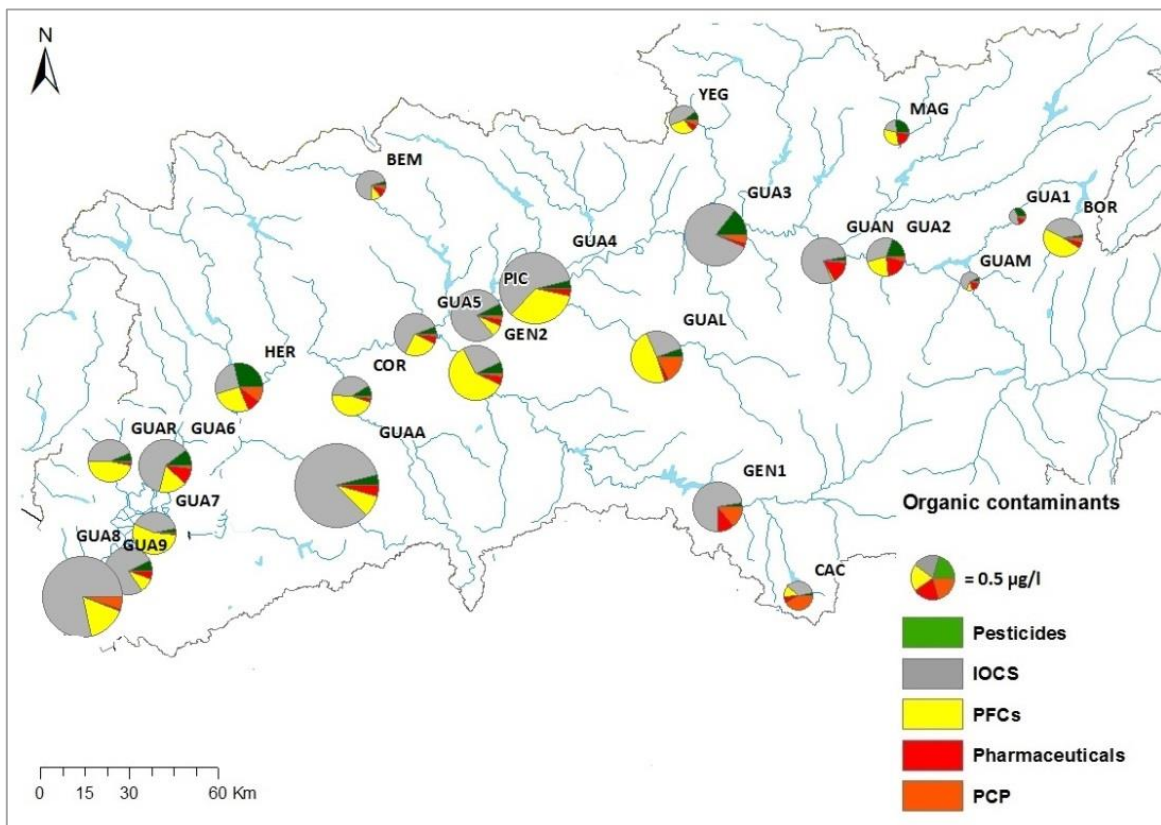 N
YEG
MAG
BEM
GUA3
GUA1
BOR
GUA4
GUAN
GUA2
PIC
GUAM
GUA5
GEN2
GUAL
HER
COR
GUAR
GUA6
GUAA
GUA7
GEN1
GUA8
GUA9
CAC
Organic contaminants
= 0.5 µg/l
Pesticides
IOCS
PFCs
Pharmaceuticals
PCP
0 15 30 60 Km